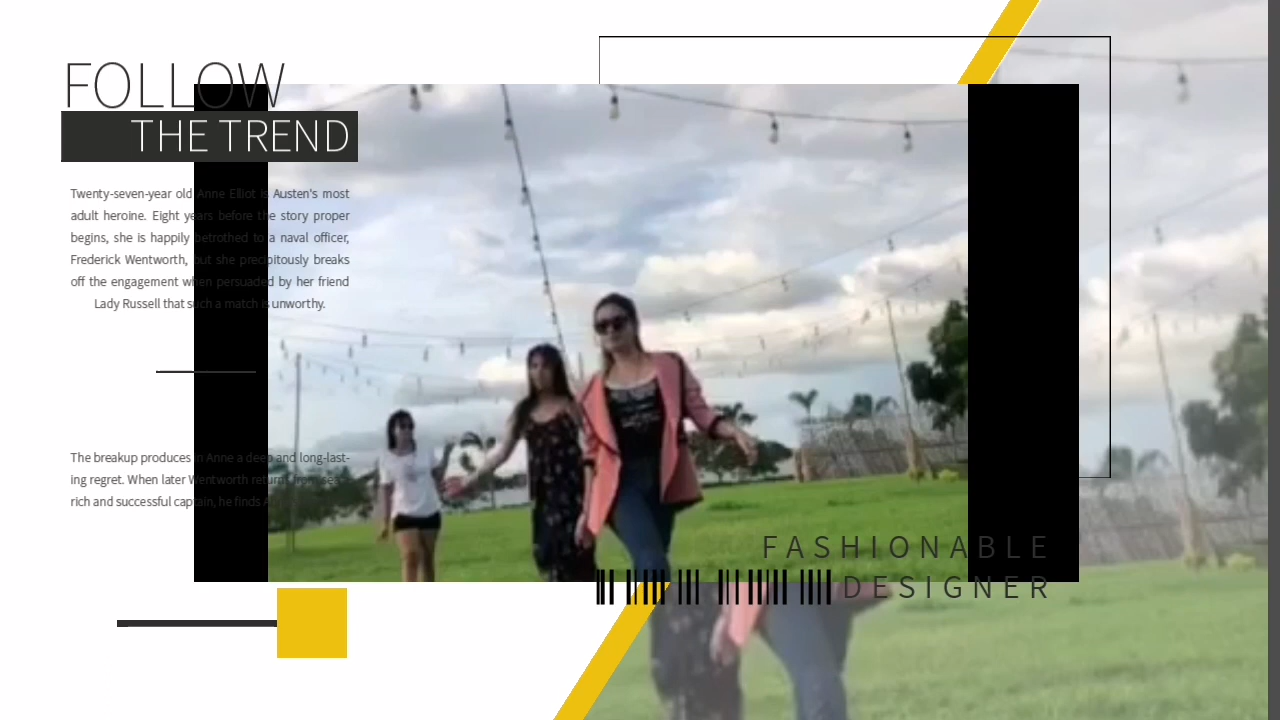 FOLLOW
THE TREND
Twenty-seven-year old Anne Elliot is Austen's most
adult heroine. Eight years before the story proper
begins, she is happily betrothed to a naval officer,
Frederick Wentworth, but she precipitously breaks
off the engagement when persuaded by her friend
Lady Russell that such a match is unworthy.
The breakup produces in Anne a deep and long-last-
ing regret. When later Wentworth returns from sea
rich and successful captain, he finds
FASHIONABLE
DESIGNER